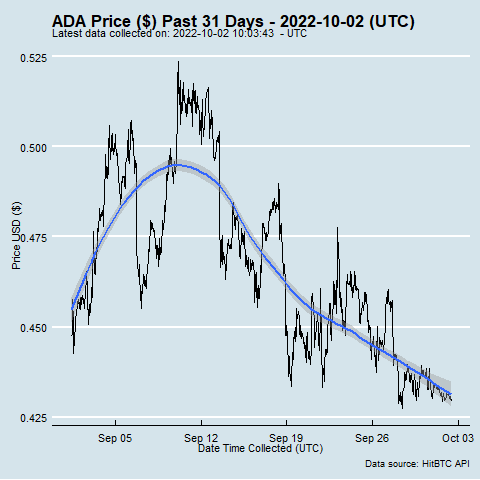 ADA Price ($) Past 31 Days - 2022-10-02 (UTC)
Latest data collected on: 2022-10-02 10:03:43 - UTC
0.525
0.500
0.475
0.450
0.425
Price USD ($)
Sep 05 Sep 12 Sep 19 Sep 26 Oct 03
Date Time Collected (UTC)
Data source: HitBTC API